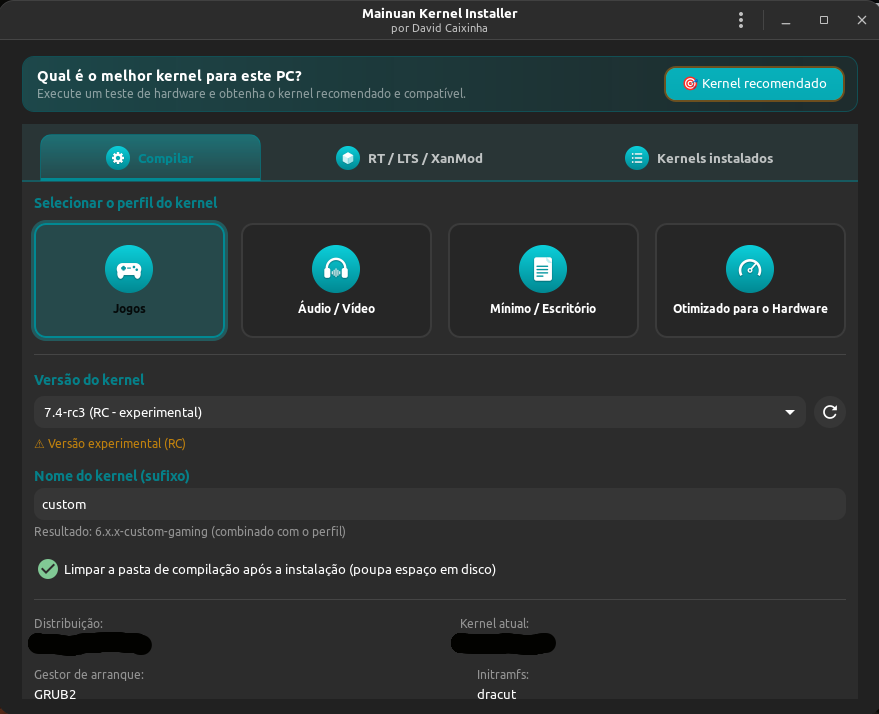 Mainuan Kernel Installer
por David Caixinha
Qual é o melhor kernel para este PC?
Execute um teste de hardware e obtenha o kernel recomendado e compatível.
Kernel recomendado
Compilar
RT / LTS / XanMod
Kernels instalados
Selecionar o perfil do kernel
Jogos
Áudio / Vídeo
Mínimo / Escritório
Otimizado para o Hardware
Versão do kernel
7.4-rc3 (RC - experimental)
⚠ Versão experimental (RC)
Nome do kernel (sufixo)
custom
Resultado: 6.x.x-custom-gaming (combinado com o perfil)
Limpar a pasta de compilação após a instalação (poupa espaço em disco)
Distribuição:
Kernel atual:
Gestor de arranque:
Initramfs:
GRUB2
dracut